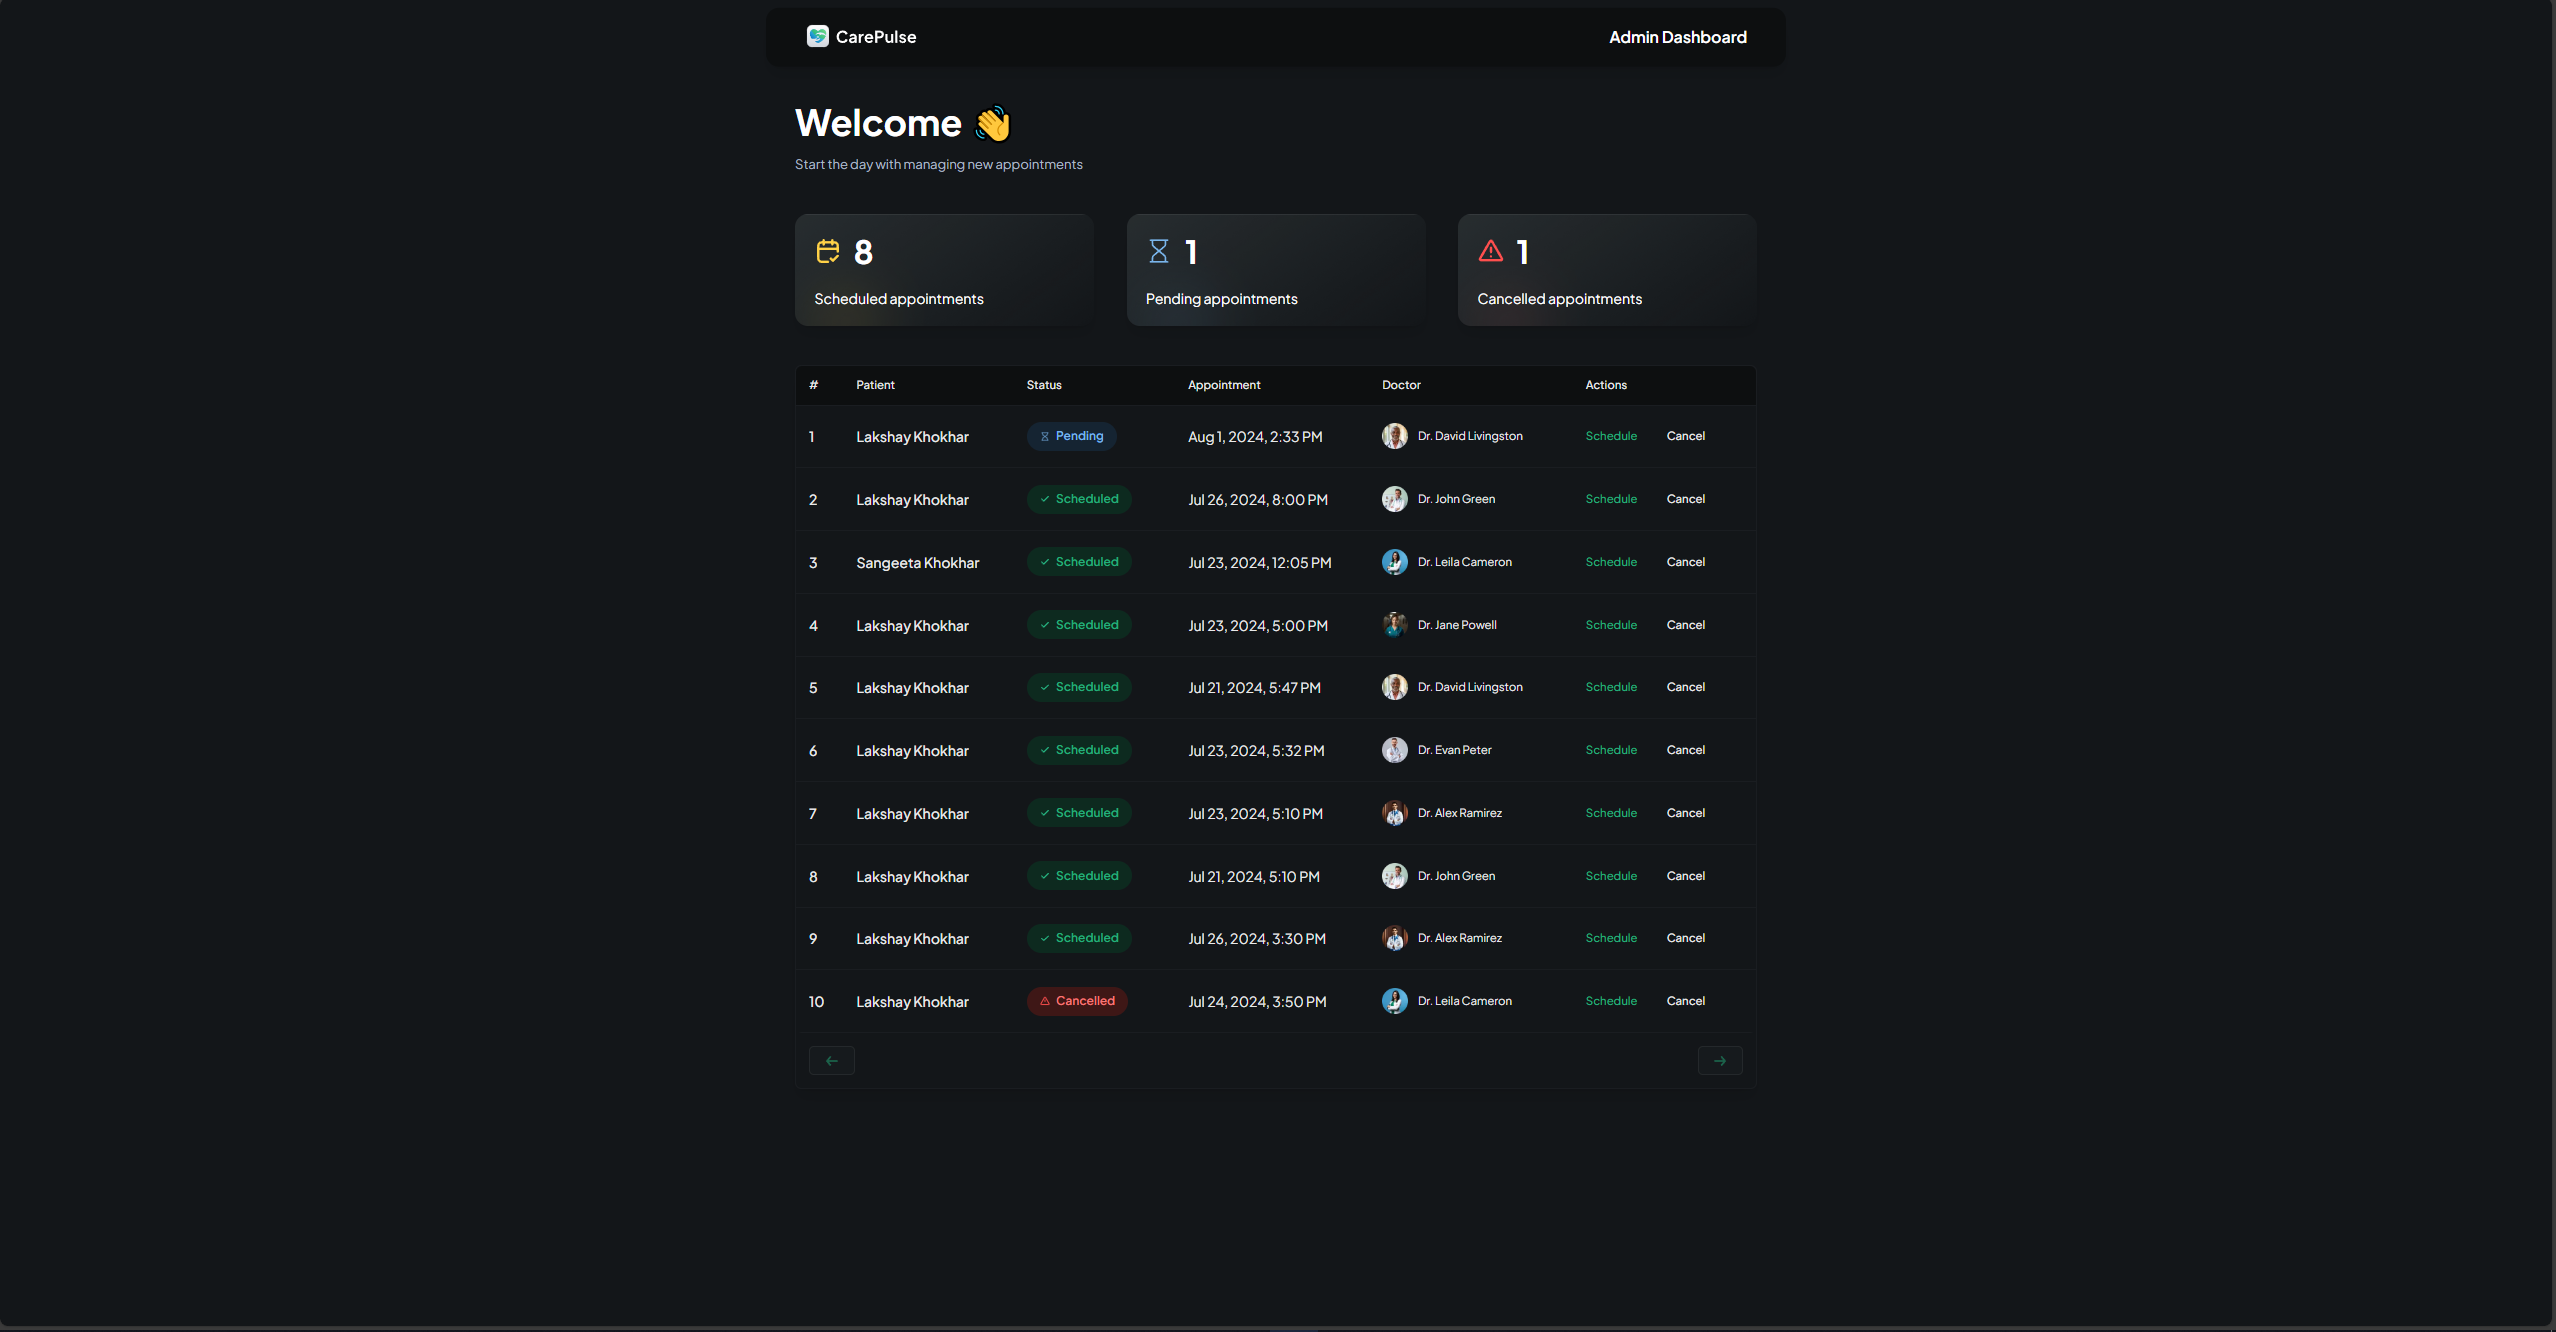 CarePulse Admin Dashboard
Welcome 👋
Start the day with managing new appointments
8 1 1
Scheduled appointments Pending appointments Cancelled appointments
# Patient Status Appointment Doctor Actions
1 Lakshay Khokhar Pending Aug 1, 2024, 2:33 PM Dr. David Livingston Schedule Cancel
2 Lakshay Khokhar Scheduled Jul 26, 2024, 8:00 PM Dr. John Green Schedule Cancel
3 Sangeeta Khokhar Scheduled Jul 23, 2024, 12:05 PM Dr. Leila Cameron Schedule Cancel
4 Lakshay Khokhar Scheduled Jul 23, 2024, 5:00 PM Dr. Jane Powell Schedule Cancel
5 Lakshay Khokhar Scheduled Jul 21, 2024, 5:47 PM Dr. David Livingston Schedule Cancel
6 Lakshay Khokhar Scheduled Jul 23, 2024, 5:32 PM Dr. Evan Peter Schedule Cancel
7 Lakshay Khokhar Scheduled Jul 23, 2024, 5:10 PM Dr. Alex Ramirez Schedule Cancel
8 Lakshay Khokhar Scheduled Jul 21, 2024, 5:10 PM Dr. John Green Schedule Cancel
9 Lakshay Khokhar Scheduled Jul 26, 2024, 3:30 PM Dr. Alex Ramirez Schedule Cancel
10 Lakshay Khokhar Cancelled Jul 24, 2024, 3:50 PM Dr. Leila Cameron Schedule Cancel